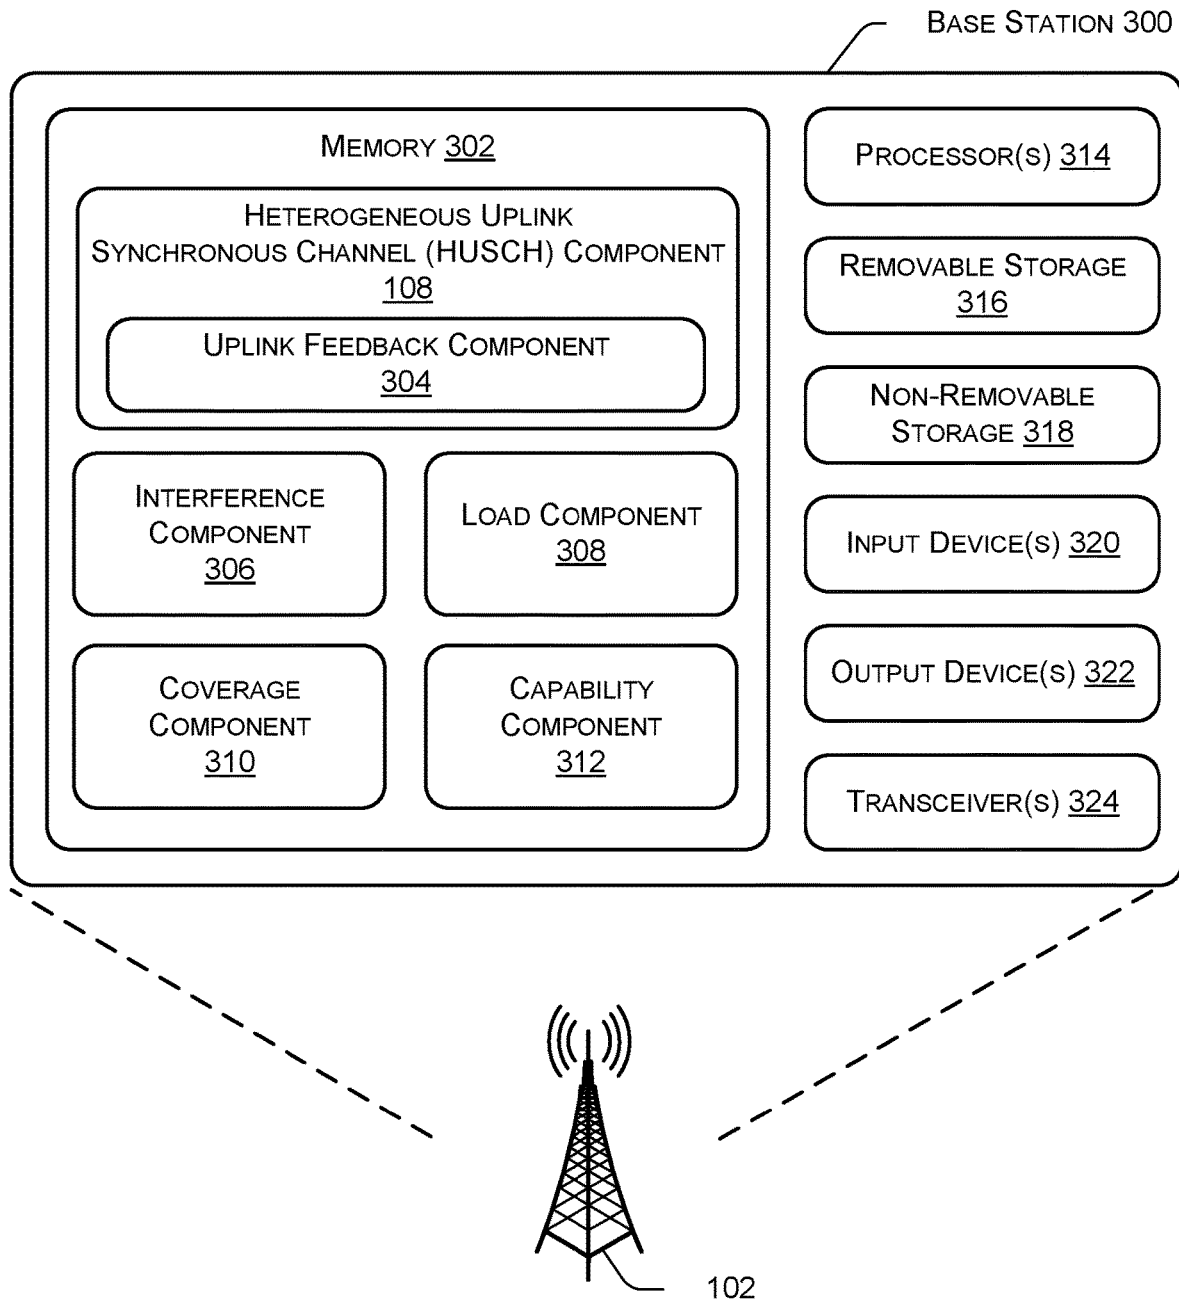 BASE STATION 300
MEMORY 302
HETEROGENEOUS UPLINK
SYNCHRONOUS CHANNEL (HUSCH) COMPONENT
108
UPLINK FEEDBACK COMPONENT
304
INTERFERENCE
COMPONENT
306
LOAD COMPONENT
308
COVERAGE
COMPONENT
310
CAPABILITY
COMPONENT
312
PROCESSOR(S) 314
REMOVABLE STORAGE
316
NON-REMOVABLE
STORAGE 318
INPUT DEVICE(S) 320
OUTPUT DEVICE(S) 322
TRANSCEIVER(S) 324
102